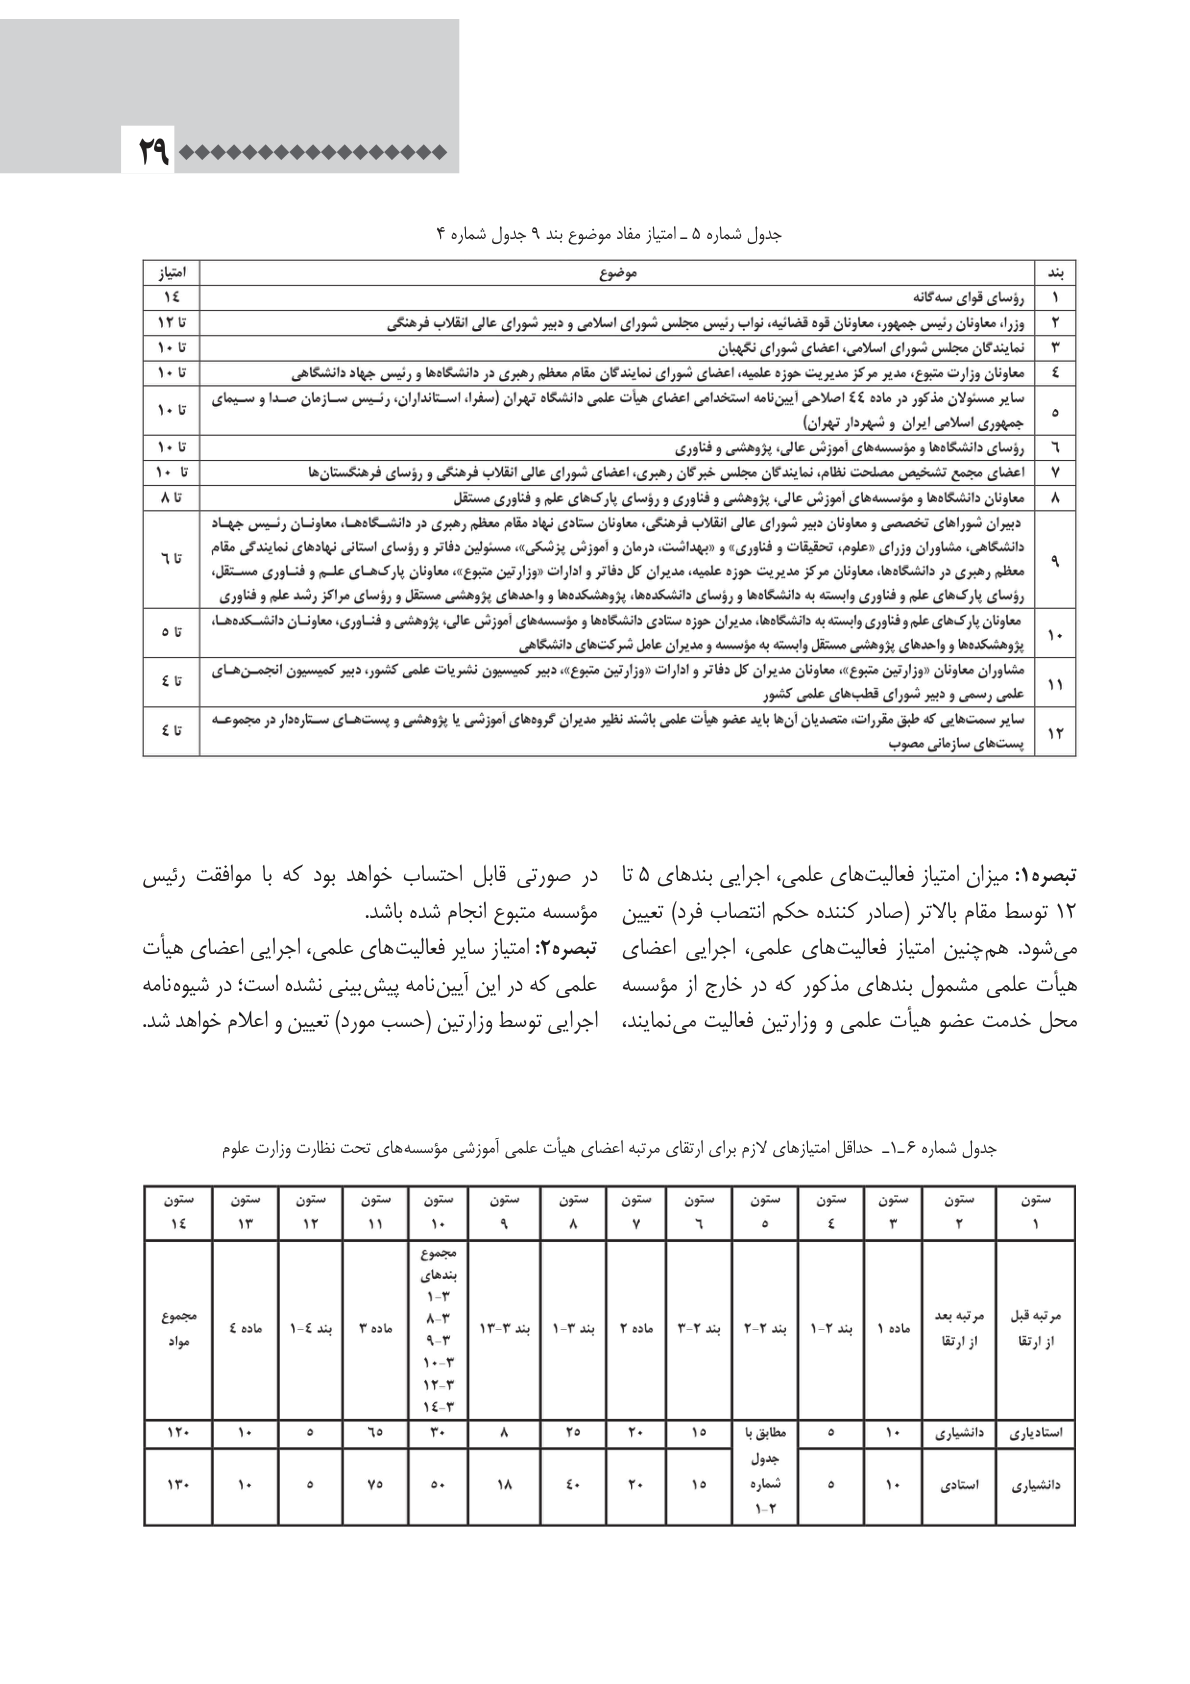 ۲۹
جدول شماره ۵ ـ امتیاز مفاد موضوع بند ۹ جدول شماره ۴
بند موضوع امتیاز
۱ رؤسای قوای سه‌گانه ١٤
۲ وزرا، معاونان رئیس جمهور، معاونان قوه قضائیه، نواب رئیس مجلس شورای اسلامی و دبیر شورای عالی انقلاب فرهنگی تا ۱۲
۳ نمایندگان مجلس شورای اسلامی، اعضای شورای نگهبان تا ۱۰
٤ معاونان وزارت متبوع، مدیر مرکز مدیریت حوزه علمیه، اعضای شورای نمایندگان مقام معظم رهبری در دانشگاه‌ها و رئیس جهاد دانشگاهی تا ۱۰
٥ سایر مسئولان مذکور در ماده ٤٤ اصلاحی آیین‌نامه استخدامی اعضای هیأت علمی دانشگاه تهران (سفرا، استانداران، رئیس سازمان صدا و سیمای
جمهوری اسلامی ایران و شهردار تهران) تا ۱۰
٦ رؤسای دانشگاه‌ها و مؤسسه‌های آموزش عالی، پژوهشی و فناوری تا ۱۰
۷ اعضای مجمع تشخیص مصلحت نظام، نمایندگان مجلس خبرگان رهبری، اعضای شورای عالی انقلاب فرهنگی و رؤسای فرهنگستان‌ها تا ۱۰
۸ معاونان دانشگاه‌ها و مؤسسه‌های آموزش عالی، پژوهشی و فناوری و رؤسای پارک‌های علم و فناوری مستقل تا ۸
۹ دبیران شوراهای تخصصی و معاونان دبیر شورای عالی انقلاب فرهنگی، معاونان ستادی نهاد مقام معظم رهبری در دانشگاه‌ها، معاونان رئیس جهاد
دانشگاهی، مشاوران وزرای «علوم، تحقیقات و فناوری» و «بهداشت، درمان و آموزش پزشکی»، مسئولین دفاتر و رؤسای استانی نهادهای نمایندگی مقام
معظم رهبری در دانشگاه‌ها، معاونان مرکز مدیریت حوزه علمیه، مدیران کل دفاتر و ادارات «وزارتین متبوع»، معاونان پارک‌های علم و فناوری مستقل،
رؤسای پارک‌های علم و فناوری وابسته به دانشگاه‌ها و رؤسای دانشکده‌ها، پژوهشکده‌ها و واحدهای پژوهشی مستقل و رؤسای مراکز رشد علم و فناوری تا ٦
۱۰ معاونان پارک‌های علم و فناوری وابسته به دانشگاه‌ها، مدیران حوزه ستادی دانشگاه‌ها و مؤسسه‌های آموزش عالی، پژوهشی و فناوری، معاونان دانشکده‌ها،
پژوهشکده‌ها و واحدهای پژوهشی مستقل وابسته به مؤسسه و مدیران عامل شرکت‌های دانشگاهی تا ٥
۱۱ مشاوران معاونان «وزارتین متبوع»، معاونان مدیران کل دفاتر و ادارات «وزارتین متبوع»، دبیر کمیسیون نشریات علمی کشور، دبیر کمیسیون انجمن‌های
علمی رسمی و دبیر شورای قطب‌های علمی کشور تا ٤
۱۲ سایر سمت‌هایی که طبق مقررات، متصدیان آن‌ها باید عضو هیأت علمی باشند نظیر مدیران گروه‌های آموزشی یا پژوهشی و پست‌های ستاره‌دار در مجموعه
پست‌های سازمانی مصوب تا ٤
تبصره۱: میزان امتیاز فعالیت‌های علمی، اجرایی بندهای ۵ تا
۱۲ توسط مقام بالاتر (صادر کننده حکم انتصاب فرد) تعیین
می‌شود. هم‌چنین امتیاز فعالیت‌های علمی، اجرایی اعضای
هیأت علمی مشمول بندهای مذکور که در خارج از مؤسسه
محل خدمت عضو هیأت علمی و وزارتین فعالیت می‌نمایند،
در صورتی قابل احتساب خواهد بود که با موافقت رئیس
مؤسسه متبوع انجام شده باشد.
تبصره۲: امتیاز سایر فعالیت‌های علمی، اجرایی اعضای هیأت
علمی که در این آیین‌نامه پیش‌بینی نشده است؛ در شیوه‌نامه
اجرایی توسط وزارتین (حسب مورد) تعیین و اعلام خواهد شد.
جدول شماره ۶ـ۱ـ حداقل امتیازهای لازم برای ارتقای مرتبه اعضای هیأت علمی آموزشی مؤسسه‌های تحت نظارت وزارت علوم
ستون ستون ستون ستون ستون ستون ستون ستون ستون ستون ستون ستون ستون ستون
۱ ۲ ۳ ٤ ٥ ٦ ۷ ۸ ۹ ۱۰ ۱۱ ۱۲ ۱۳ ١٤
مرتبه قبل
از ارتقا
مرتبه بعد
از ارتقا
ماده ۱
بند ۲-۱
بند ۲-۲
بند ۲-۳
ماده ۲
بند ۳-۱
بند ۳-۱۳
مجموع
بندهای
۳-۱
۳-۸
۳-۹
۳-۱۰
۳-۱۲
۳-١٤
ماده ۳
بند ٤-۱
ماده ٤
مجموع
مواد
استادیاری دانشیاری ۱۰ ٥ مطابق با ١٥ ۲۰ ٢٥ ۸ ۳۰ ٦٥ ٥ ۱۰ ۱۲۰
جدول
دانشیاری استادی ۱۰ ٥ شماره ١٥ ۲۰ ٤٠ ۱۸ ٥٠ ٧٥ ٥ ۱۰ ۱۳۰
۲-۱